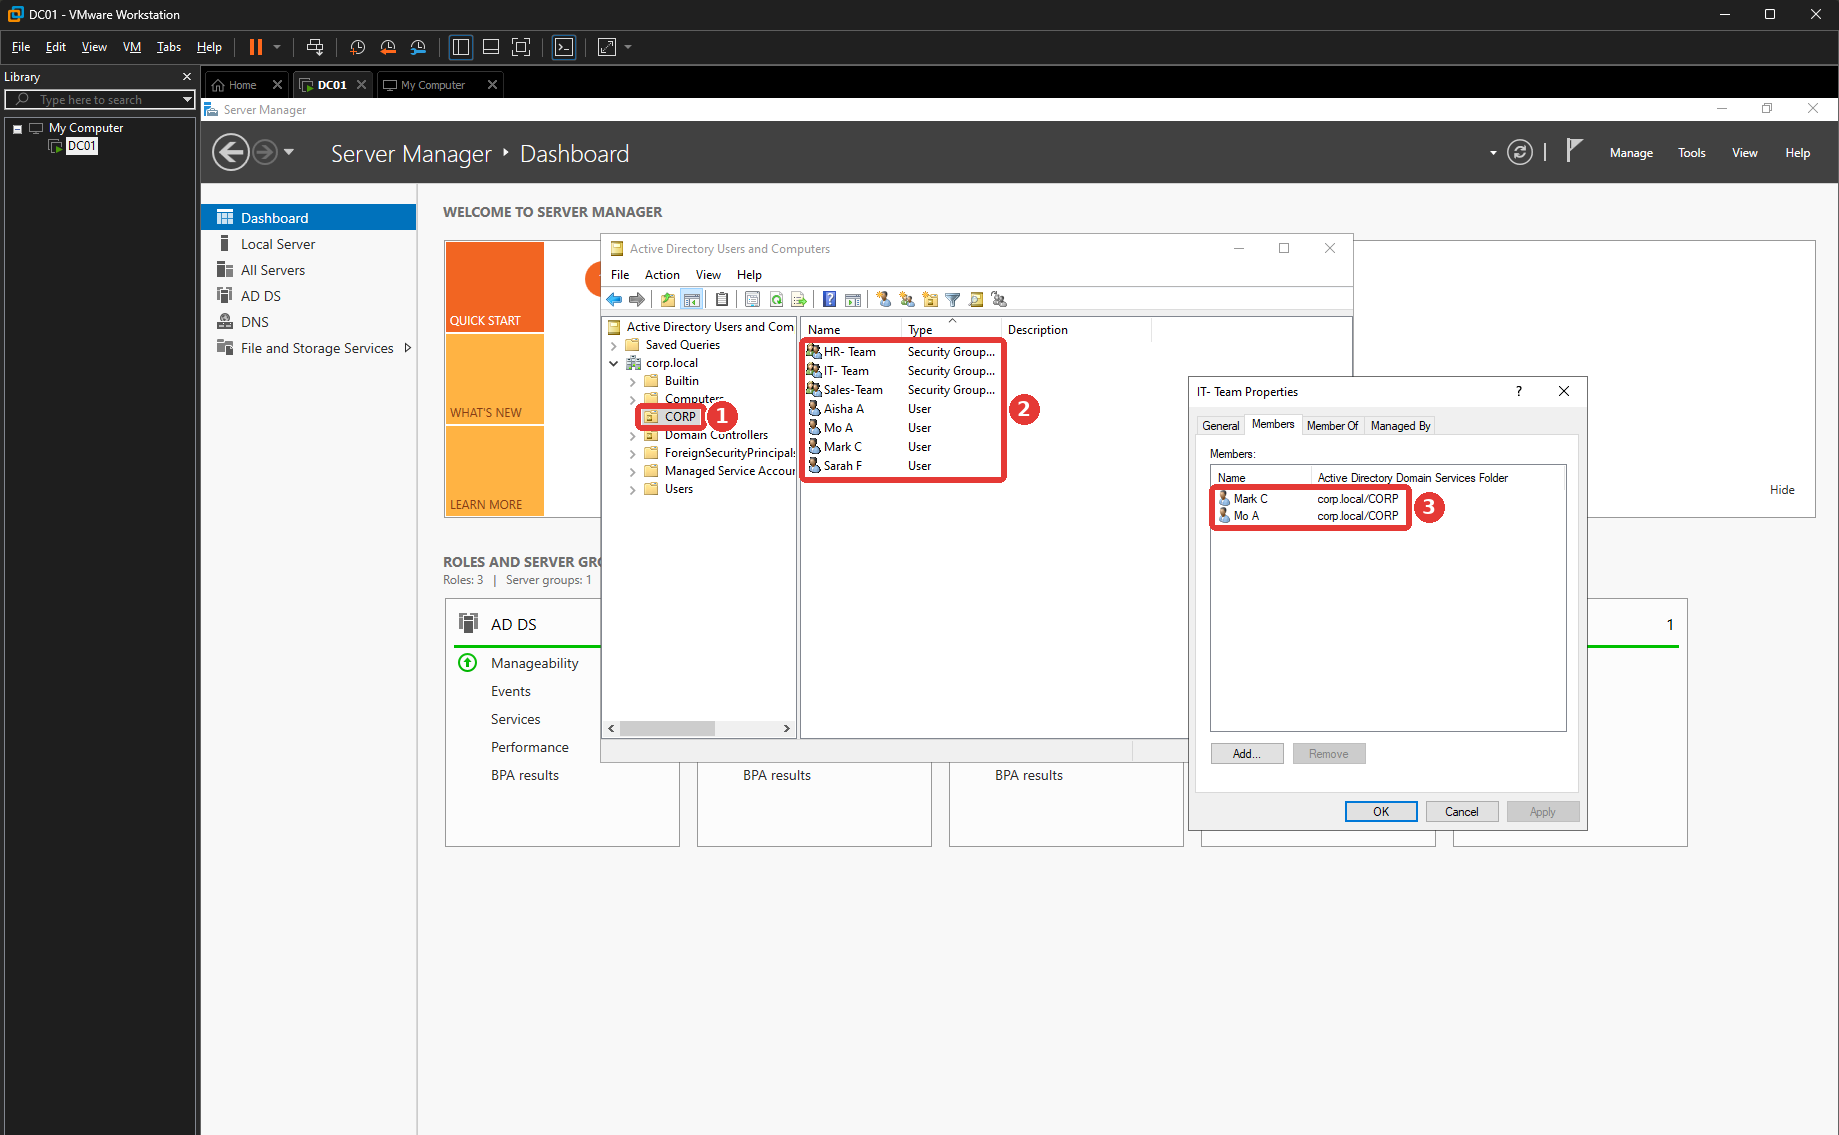 DC01 - VMware Workstation
File Edit View VM Tabs Help
Library
Type here to search
My Computer
DC01
Home DC01 My Computer
Server Manager
Server Manager Dashboard
Manage Tools View Help
Dashboard
Local Server
All Servers
AD DS
DNS
File and Storage Services
WELCOME TO SERVER MANAGER
QUICK START
WHAT'S NEW
LEARN MORE
Hide
ROLES AND SERVER GRO
Roles: 3 | Server groups: 1
AD DS
Manageability
Events
Services
Performance
BPA results
BPA results
BPA results
1
Active Directory Users and Computers
File Action View Help
Active Directory Users and Com
Saved Queries
corp.local
Builtin
Computers
CORP
1
Domain Controllers
ForeignSecurityPrincipals
Managed Service Accour
Users
Name Type Description
HR- Team Security Group...
IT- Team Security Group...
Sales-Team Security Group...
Aisha A User
Mo A User
Mark C User
Sarah F User
2
IT- Team Properties
?
General Members Member Of Managed By
Members:
Name Active Directory Domain Services Folder
Mark C corp.local/CORP
Mo A corp.local/CORP
3
Add... Remove
OK Cancel Apply